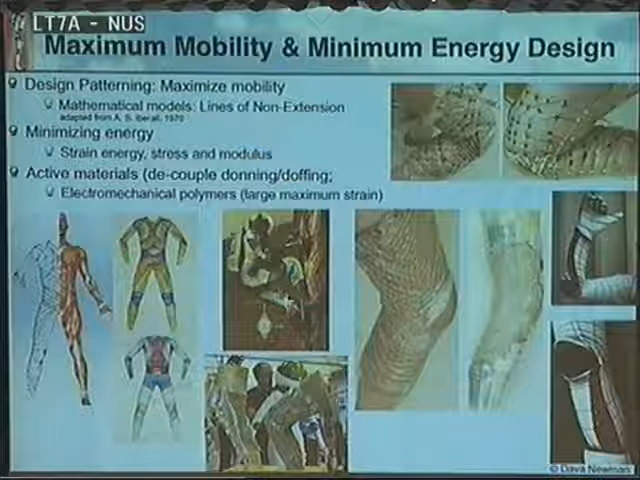 LT7A - NUS
Maximum Mobility & Minimum Energy Design
Design Patterning: Maximize mobility
Mathematical models: Lines of Non-Extension
adapted from A. S. Iberall, 1970
Minimizing energy
Strain energy, stress and modulus
Active materials (de-couple donning/doffing;
Electromechanical polymers (large maximum strain)
© Dava Newman